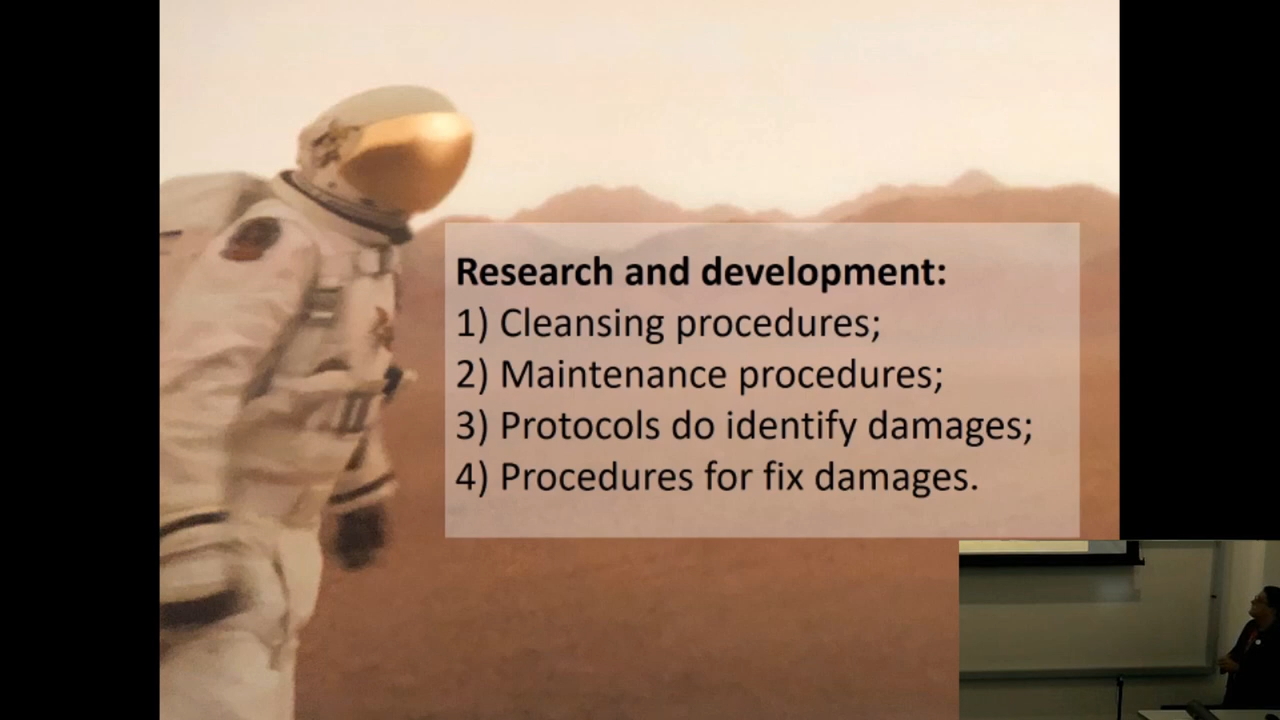 Research and development:
1) Cleansing procedures;
2) Maintenance procedures;
3) Protocols do identify damages;
4) Procedures for fix damages.